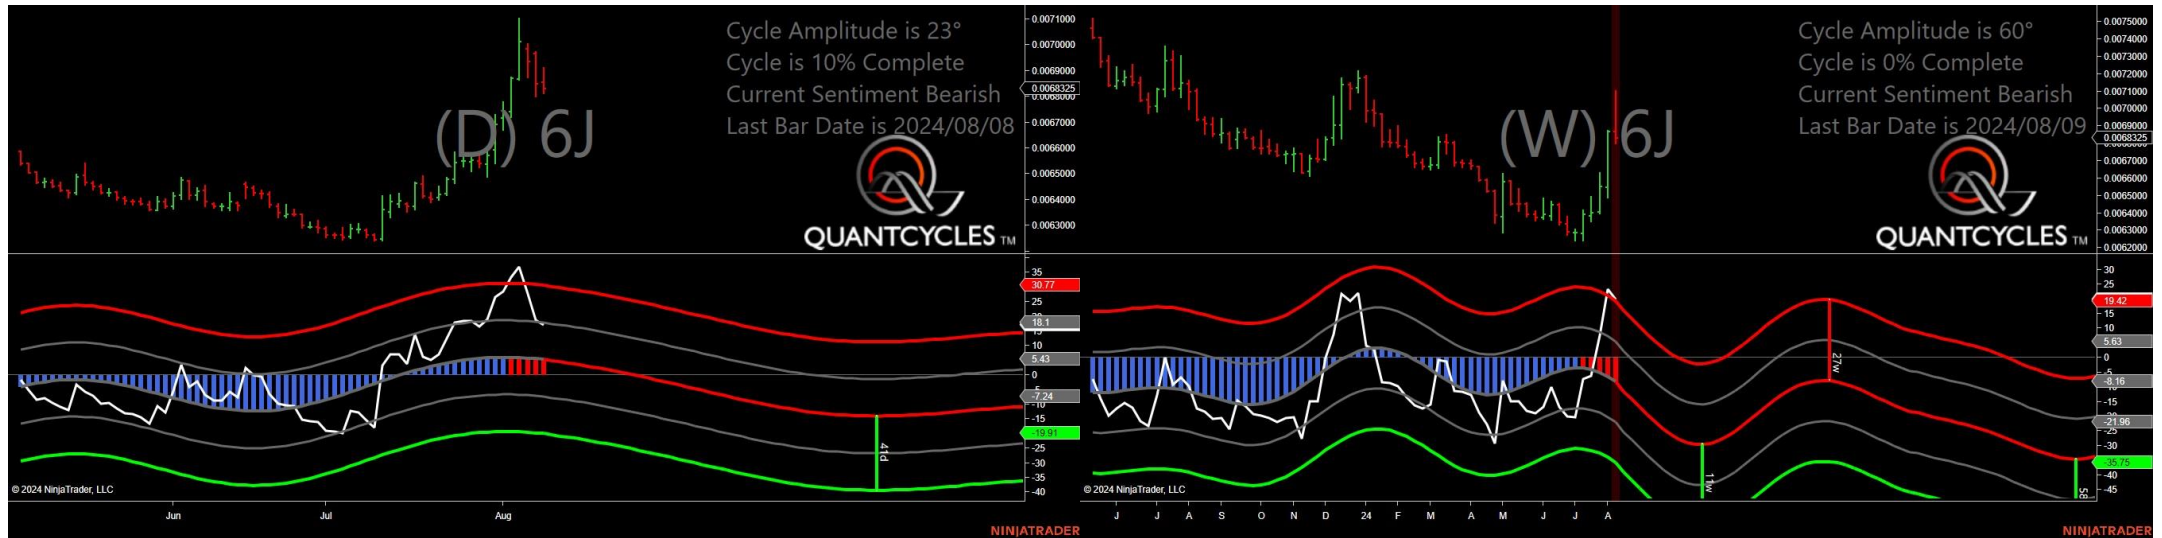 Cycle Amplitude is 23°
Cycle is 10% Complete
Current Sentiment Bearish
Last Bar Date is 2024/08/08
(D) 6J
QUANTCYCLES TM
0.0071000
0.0070000
0.0069000
0.0068325
0.0068000
0.0067000
0.0066000
0.0065000
0.0064000
0.0063000
35
30.77
25
18.1
10
5.43
0
-7.24
-10
-15
-19.91
-25
-30
-35
-40
41d
© 2024 NinjaTrader, LLC
Jun
Jul
Aug
NINJATRADER
Cycle Amplitude is 60°
Cycle is 0% Complete
Current Sentiment Bearish
Last Bar Date is 2024/08/09
(W) 6J
QUANTCYCLES TM
0.0075000
0.0074000
0.0073000
0.0072000
0.0071000
0.0070000
0.0069000
0.0068325
0.0067000
0.0066000
0.0065000
0.0064000
0.0063000
0.0062000
30
25
19.42
15
10
5.63
0
-5
-8.16
-15
-21.96
-25
-30
-35.75
-40
-45
11w
27w
58
© 2024 NinjaTrader, LLC
J
J
A
S
O
N
D
24
F
M
A
M
J
J
A
NINJATRADER